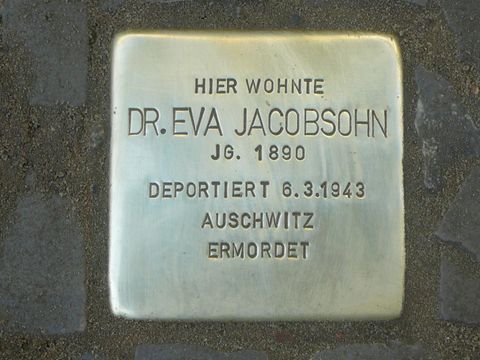 HIER WOHNTE
DR. EVA JACOBSOHN
JG. 1890
DEPORTIERT 6.3.1943
AUSCHWITZ
ERMORDET